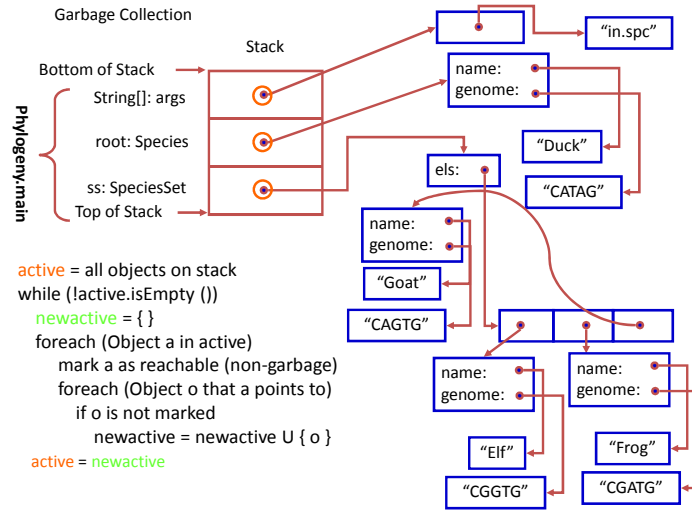 Garbage Collection
Stack
Bottom of Stack
String[]: args
root: Species
ss: SpeciesSet
Top of Stack
Phylogeny.main
"in.spc"
name:
genome:
"Duck"
"CATAG"
els:
name:
genome:
"Goat"
"CAGTG"
name:
genome:
"Elf"
"CGGTG"
name:
genome:
"Frog"
"CGATG"
active = all objects on stack
while (!active.isEmpty ())
newactive = { }
foreach (Object a in active)
mark a as reachable (non-garbage)
foreach (Object o that a points to)
if o is not marked
newactive = newactive U { o }
active = newactive